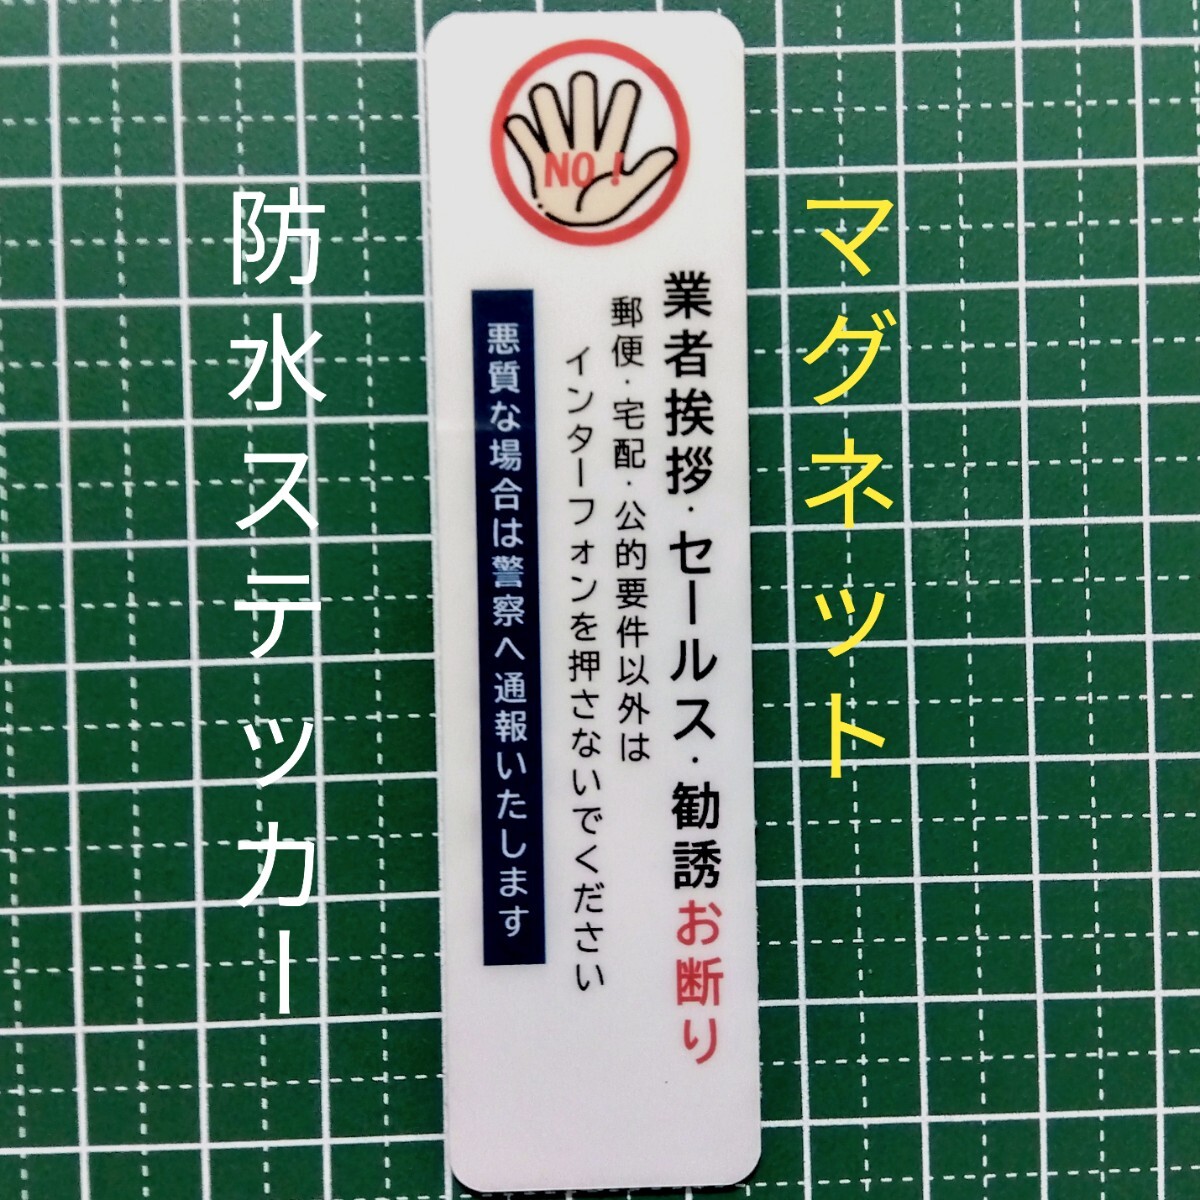 マグネット
NO!
業者挨拶・セールス・勧誘お断り
郵便・宅配・公的要件以外は
インターフォンを押さないでください
悪質な場合は警察へ通報いたします
防水ステッカー